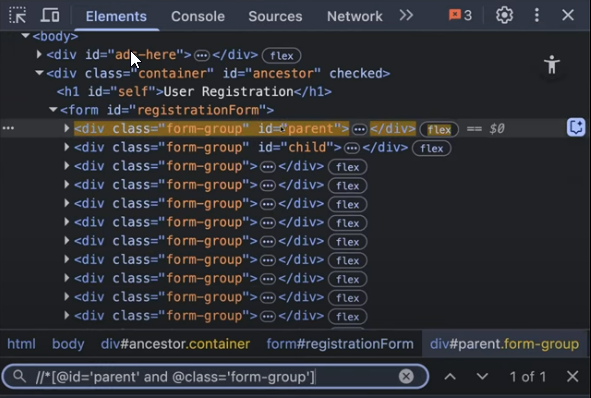 Elements Console Sources Network >> 3
<body>
<div id="ads-here"> ... </div> flex
<div class="container" id="ancestor" checked>
<h1 id="self">User Registration</h1>
<form id="registrationForm">
... <div class="form-group" id="parent"> ... </div> flex == $0
<div class="form-group" id="child"> ... </div> flex
<div class="form-group"> ... </div> flex
<div class="form-group"> ... </div> flex
<div class="form-group"> ... </div> flex
<div class="form-group"> ... </div> flex
<div class="form-group"> ... </div> flex
<div class="form-group"> ... </div> flex
<div class="form-group"> ... </div> flex
<div class="form-group"> ... </div> flex
<div class="form-group"> ... </div> flex
html body div#ancestor.container form#registrationForm div#parent.form-group
//*[@id='parent' and @class='form-group'] 1 of 1